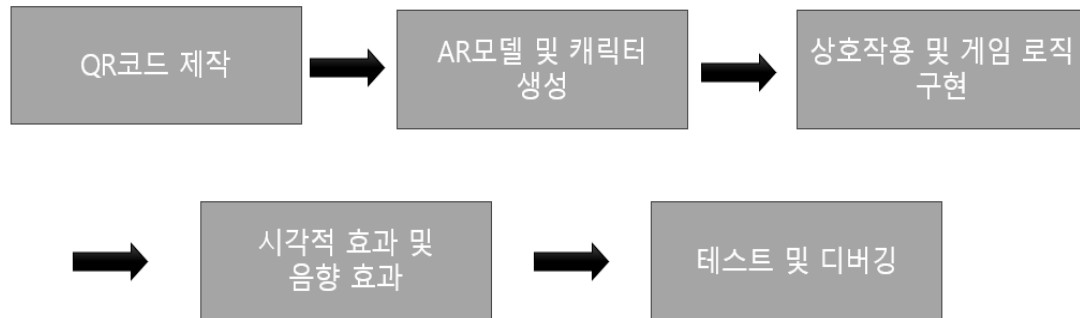 QR코드 제작
AR모델 및 캐릭터
생성
상호작용 및 게임 로직
구현
시각적 효과 및
음향 효과
테스트 및 디버깅